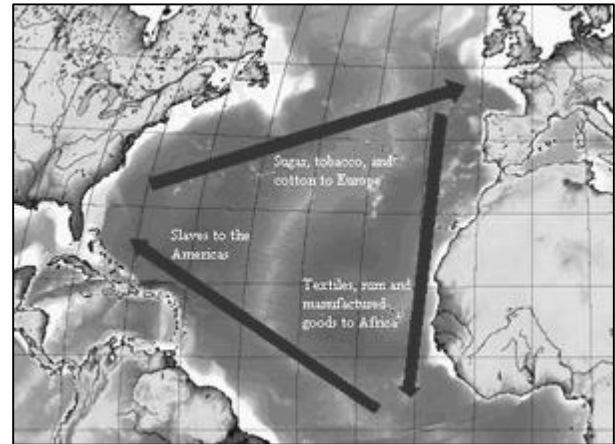 Sugar, tobacco, and
cotton to Europe
Slaves to the
Americas
Textiles, rum and
manufactured
goods to Africa